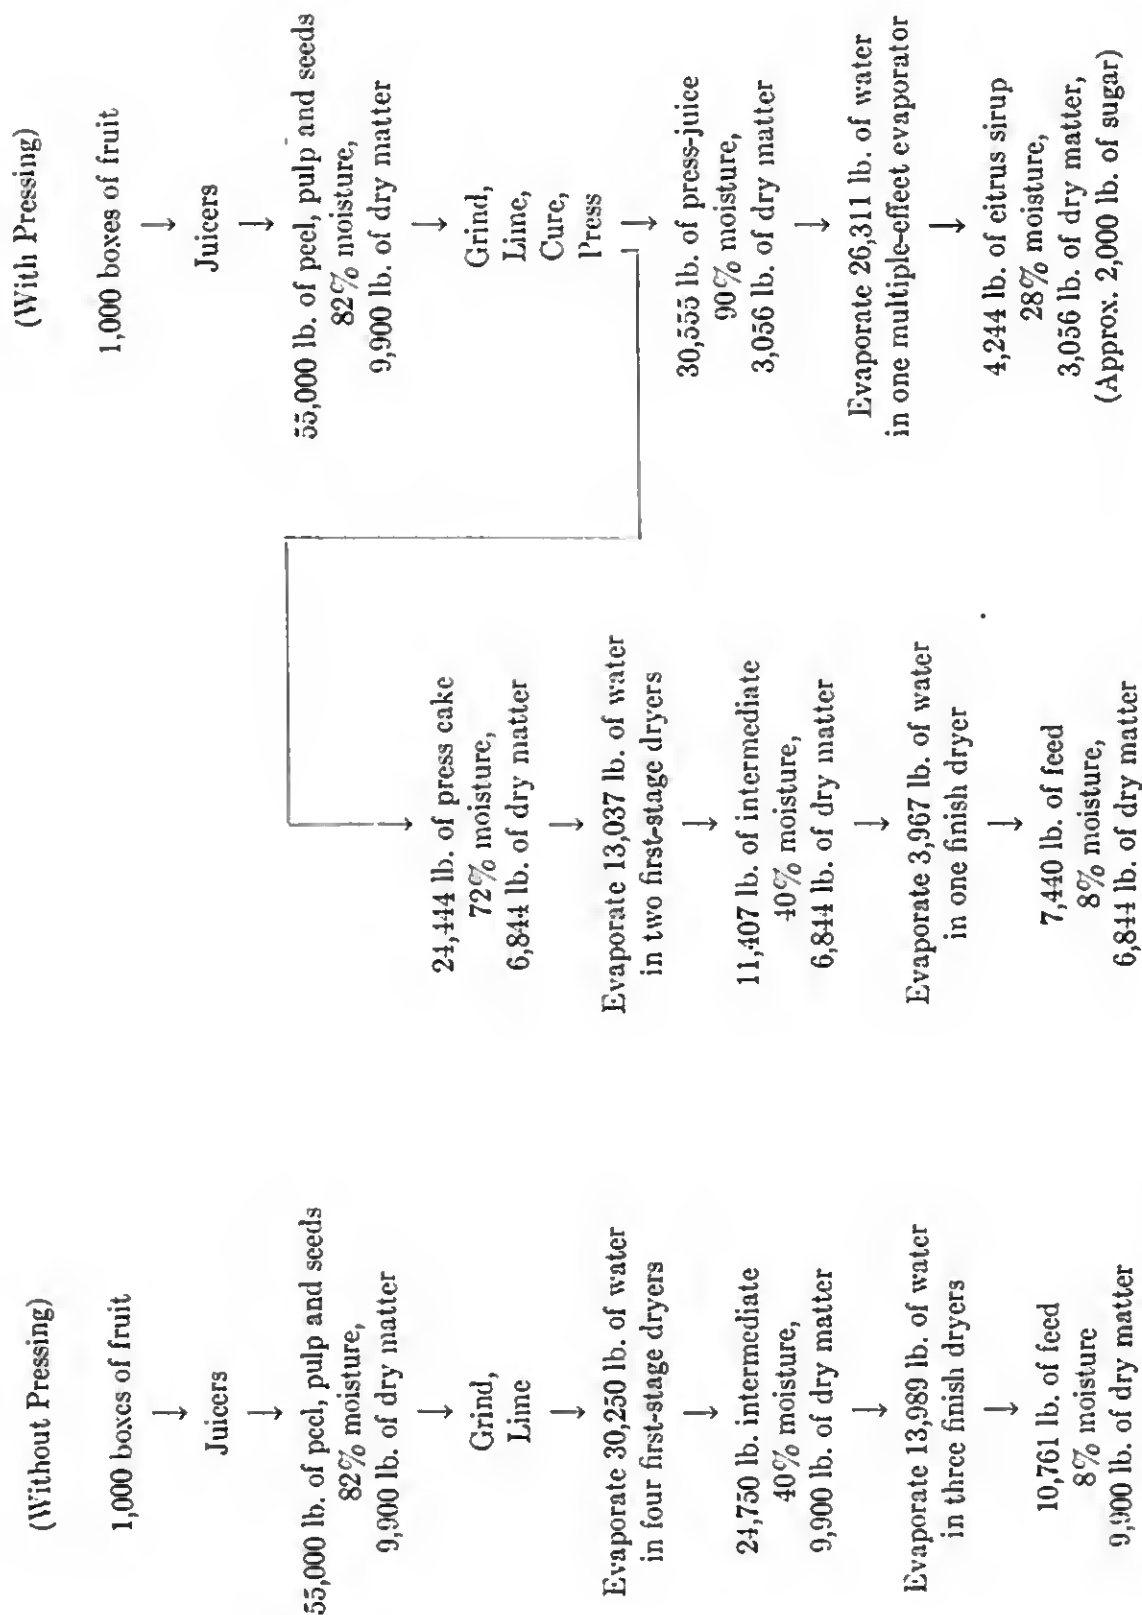 (Without Pressing)
1,000 boxes of fruit
↓
Juicers
↓
55,000 lb. of peel, pulp and seeds
82% moisture,
9,900 lb. of dry matter
↓
Grind,
Lime
↓
Evaporate 30,250 lb. of water
in four first-stage dryers
↓
24,750 lb. intermediate
40% moisture,
9,900 lb. of dry matter
↓
Evaporate 13,989 lb. of water
in three finish dryers
↓
10,761 lb. of feed
8% moisture
9,900 lb. of dry matter
(With Pressing)
1,000 boxes of fruit
↓
Juicers
↓
55,000 lb. of peel, pulp and seeds
82% moisture,
9,900 lb. of dry matter
↓
Grind,
Lime,
Cure,
Press
↓
24,444 lb. of press cake
72% moisture,
6,844 lb. of dry matter
↓
Evaporate 13,037 lb. of water
in two first-stage dryers
↓
11,407 lb. of intermediate
40% moisture,
6,844 lb. of dry matter
↓
Evaporate 3,967 lb. of water
in one finish dryer
↓
7,440 lb. of feed
8% moisture,
6,844 lb. of dry matter
↓
30,555 lb. of press-juice
90% moisture,
3,056 lb. of dry matter
↓
Evaporate 26,311 lb. of water
in one multiple-effect evaporator
↓
4,244 lb. of citrus sirup
28% moisture,
3,056 lb. of dry matter,
(Approx. 2,000 lb. of sugar)